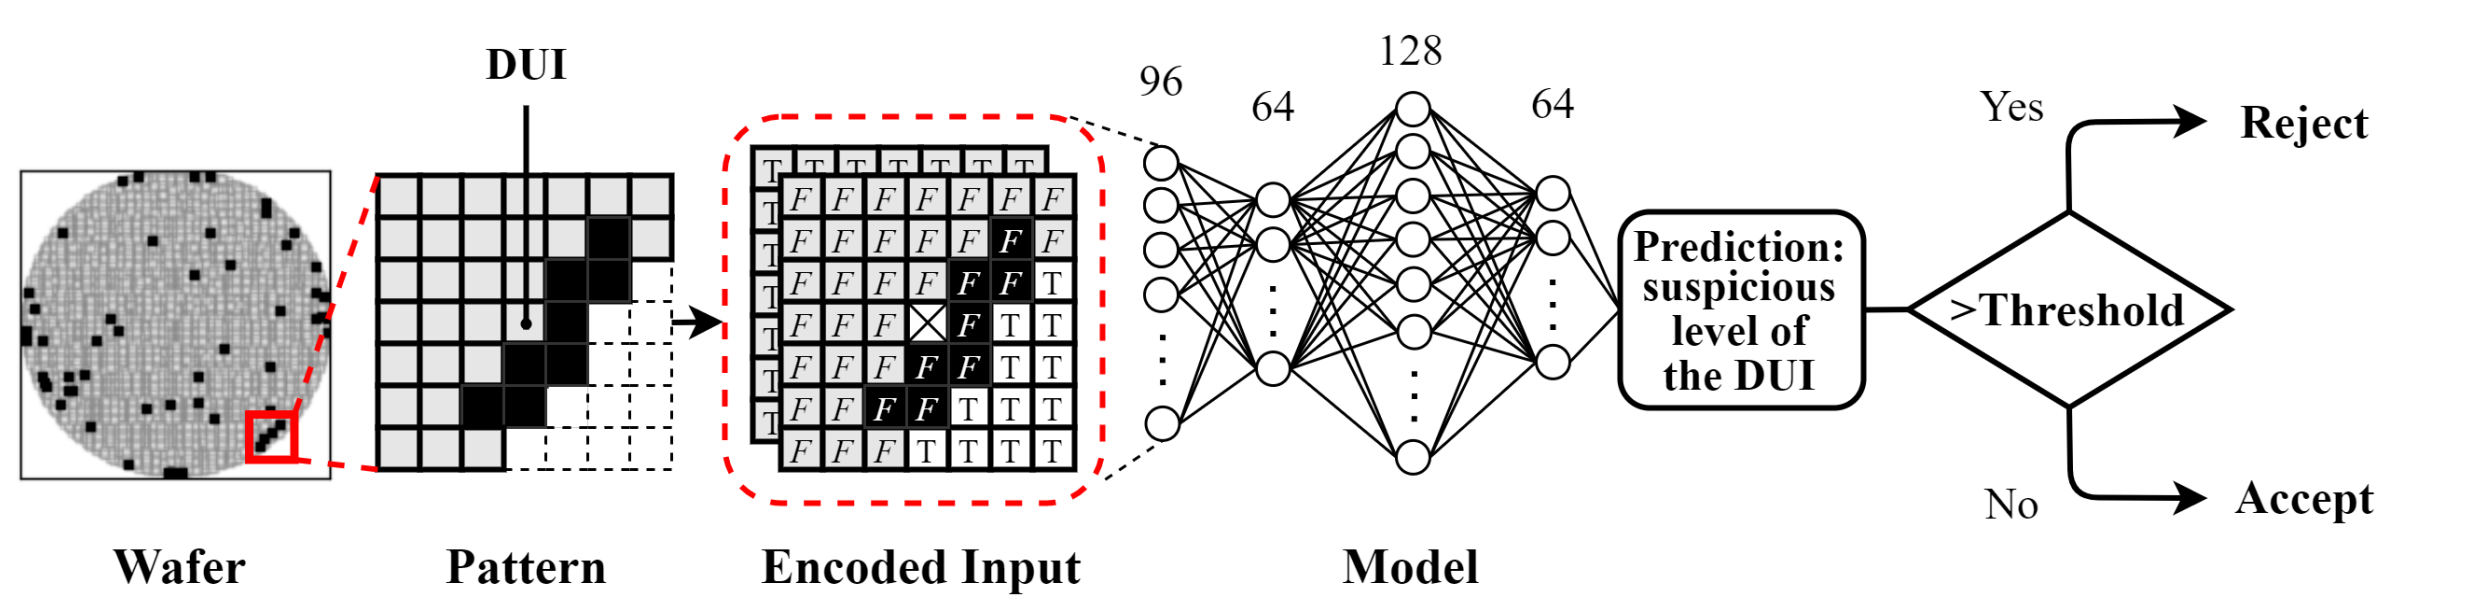 DUI
96
64
128
64
T T T T T T T
T
T
T
T
T
T
F F F F F F F
F F F F F F F
F F F F F F T
F F F F T T
F F F F F T T
F F F F T T T
F F F T T T T
Prediction:
suspicious
level of
the DUI
>Threshold
Yes
Reject
No
Accept
Wafer
Pattern
Encoded Input
Model